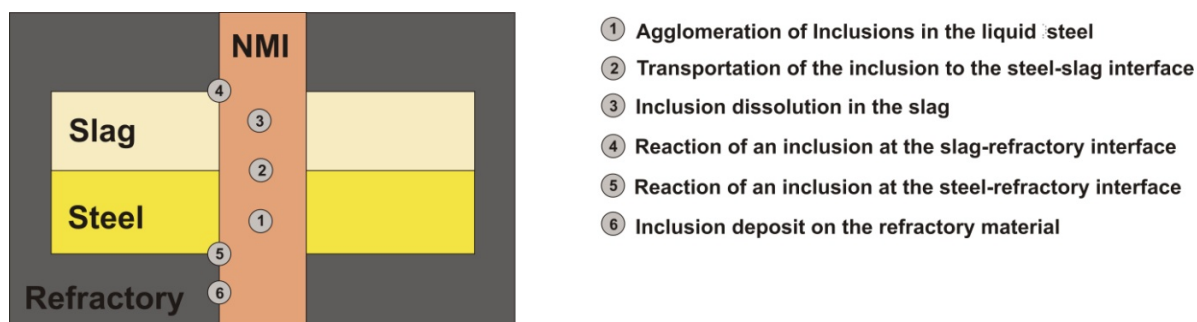 NMI
4
Slag
3
2
Steel
1
5
Refractory
6
1 Agglomeration of Inclusions in the liquid steel
2 Transportation of the inclusion to the steel-slag interface
3 Inclusion dissolution in the slag
4 Reaction of an inclusion at the slag-refractory interface
5 Reaction of an inclusion at the steel-refractory interface
6 Inclusion deposit on the refractory material